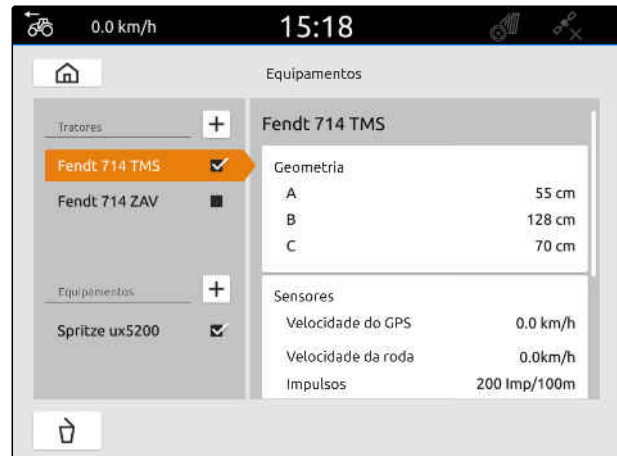 0.0 km/h
15:18
Equipamentos
Tratores
Fendt 714 TMS
Fendt 714 ZAV
Equipamentos
Spritze ux5200
Fendt 714 TMS
Geometria
A 55 cm
B 128 cm
C 70 cm
Sensores
Velocidade do GPS 0.0 km/h
Velocidade da roda 0.0km/h
Impulsos 200 Imp/100m